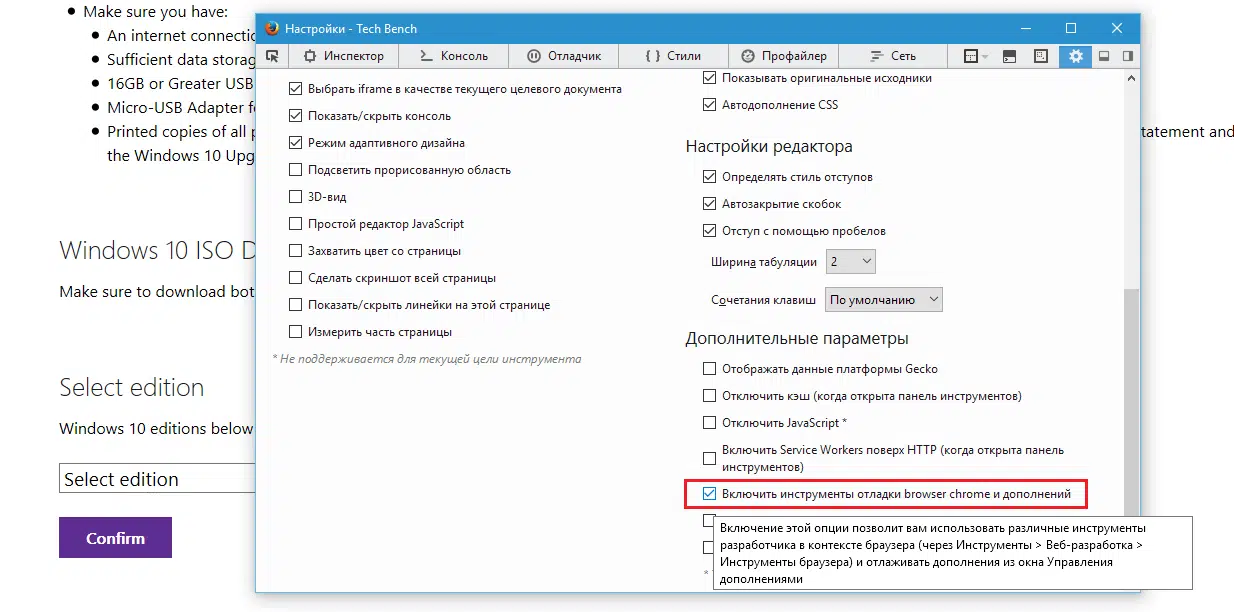 Make sure you have:
An internet connectio
Sufficient data storag
16GB or Greater USB
Micro-USB Adapter fo
Printed copies of all p
tatement and
the Windows 10 Upg
Windows 10 ISO D
Make sure to download bot
Select edition
Windows 10 editions below
Select edition
Confirm
Настройки - Tech Bench
Инспектор
Консоль
Отладчик
{ } Стили
Профайлер
Сеть
Выбрать iframe в качестве текущего целевого документа
Показать/скрыть консоль
Режим адаптивного дизайна
Подсветить прорисованную область
3D-вид
Простой редактор JavaScript
Захватить цвет со страницы
Сделать скриншот всей страницы
Показать/скрыть линейки на этой странице
Измерить часть страницы
* Не поддерживается для текущей цели инструмента
Показывать оригинальные исходники
Автодополнение CSS
Настройки редактора
Определять стиль отступов
Автозакрытие скобок
Отступ с помощью пробелов
Ширина табуляции 2
Сочетания клавиш По умолчанию
Дополнительные параметры
Отображать данные платформы Gecko
Отключить кэш (когда открыта панель инструментов)
Отключить JavaScript *
Включить Service Workers поверх HTTP (когда открыта панель
инструментов)
Включить инструменты отладки browser chrome и дополнений
Включение этой опции позволит вам использовать различные инструменты
разработчика в контексте браузера (через Инструменты > Веб-разработка >
Инструменты браузера) и отлаживать дополнения из окна Управления
дополнениями
*